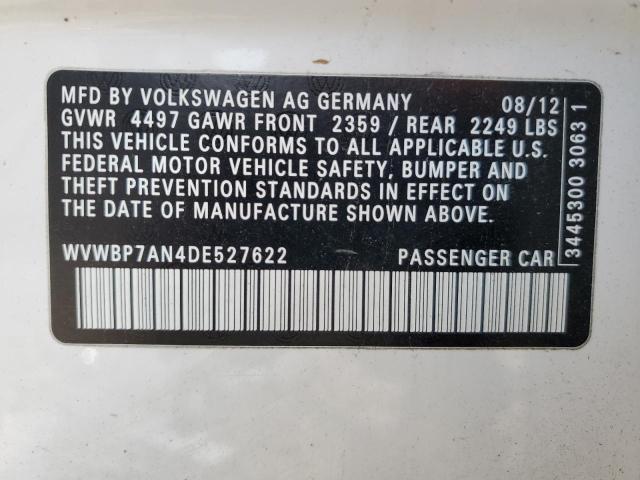 MFD BY VOLKSWAGEN AG GERMANY 08/12
GVWR 4497 GAWR FRONT 2359 / REAR 2249 LBS
THIS VEHICLE CONFORMS TO ALL APPLICABLE U.S.
FEDERAL MOTOR VEHICLE SAFETY, BUMPER AND
THEFT PREVENTION STANDARDS IN EFFECT ON
THE DATE OF MANUFACTURE SHOWN ABOVE.
WVWBP7AN4DE527622 PASSENGER CAR
3445300 3063 1